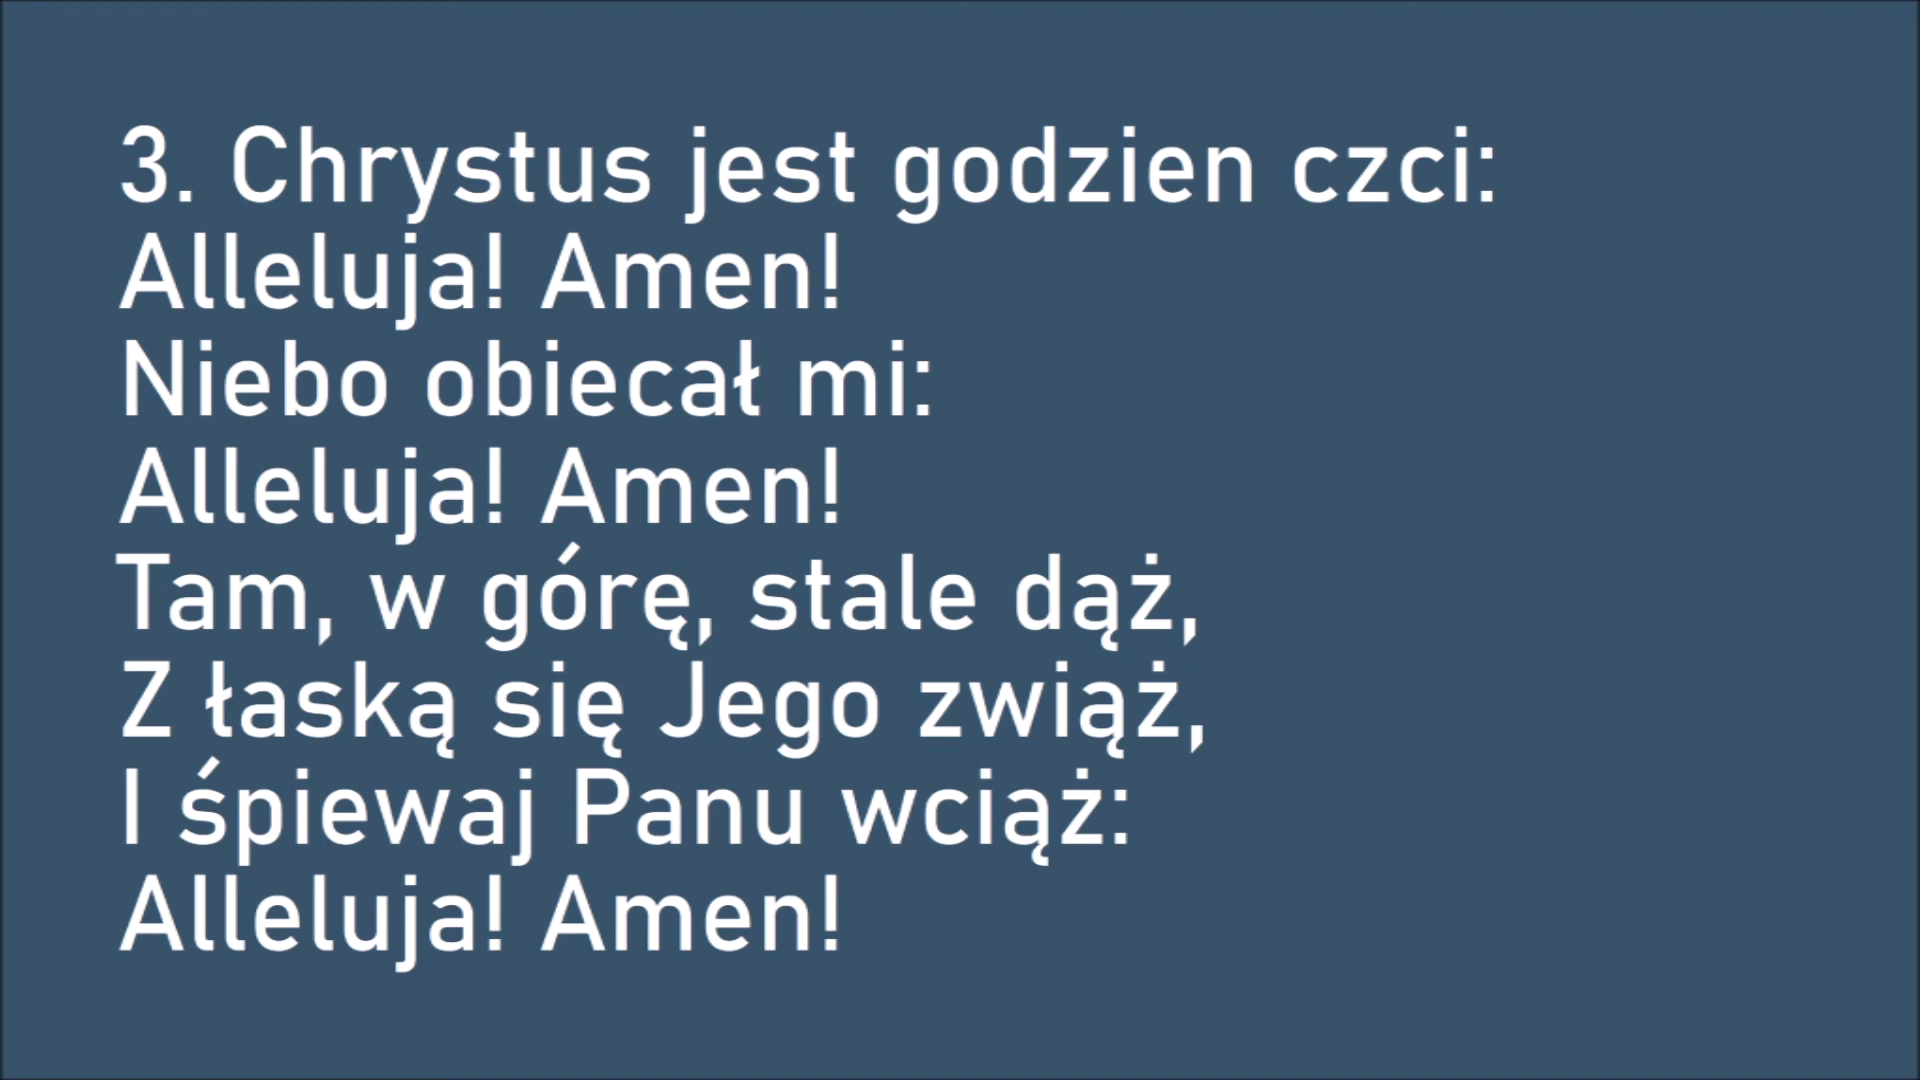 3. Chrystus jest godzien czci:
Alleluja! Amen!
Niebo obiecał mi:
Alleluja! Amen!
Tam, w górę, stale dąż,
Z łaską się Jego zwiąż,
I śpiewaj Panu wciąż:
Alleluja! Amen!